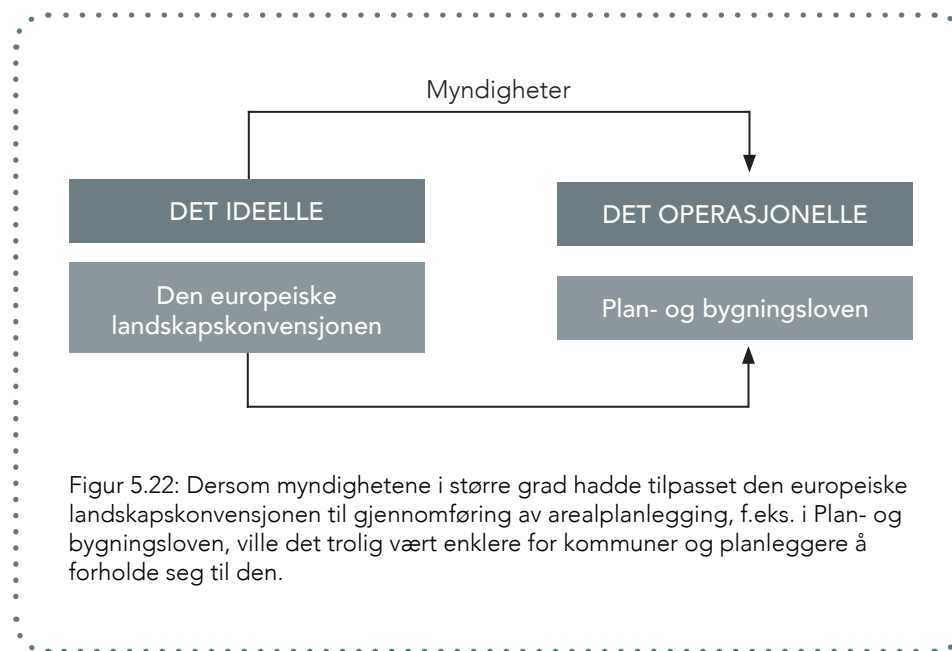 Myndigheter
DET IDEELLE
DET OPERASJONELLE
Den europeiske
landskapskonvensjonen
Plan- og bygningsloven
Figur 5.22: Dersom myndighetene i større grad hadde tilpasset den europeiske
landskapskonvensjonen til gjennomføring av arealplanlegging, f.eks. i Plan- og
bygningsloven, ville det trolig vært enklere for kommuner og planleggere å
forholde seg til den.